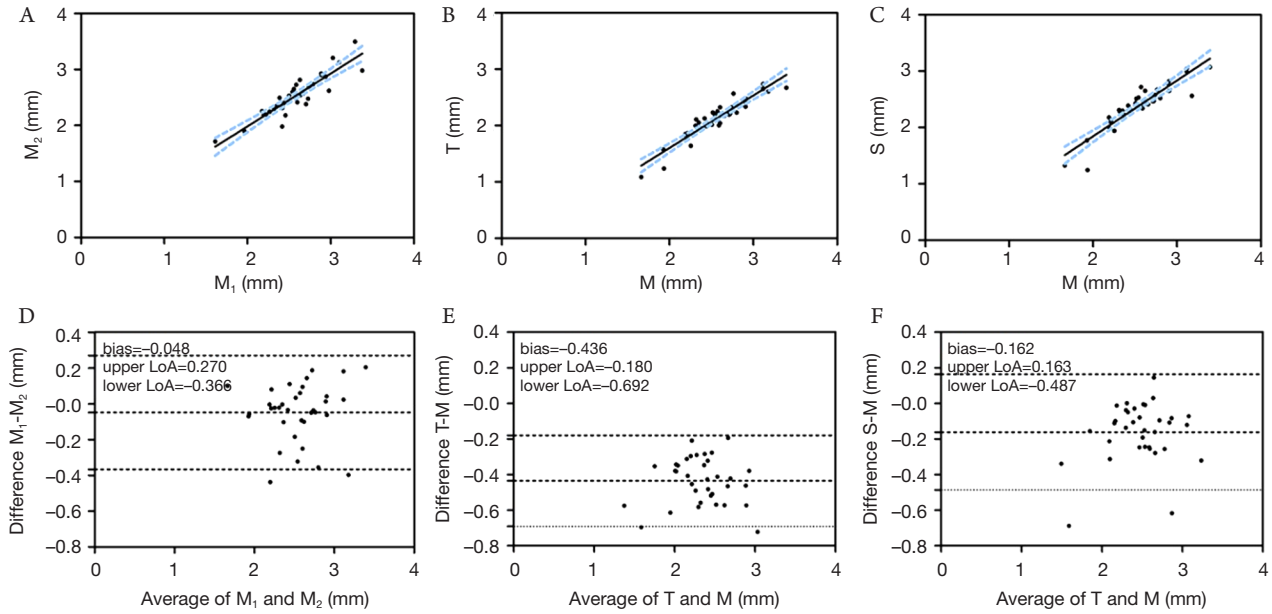 A
4
3
2
1
0
M₂ (mm)
0 1 2 3 4
M₁ (mm)
B
4
3
2
1
0
T (mm)
0 1 2 3 4
M (mm)
C
4
3
2
1
0
S (mm)
0 1 2 3 4
M (mm)
D
0.4
0.2
–0.0
–0.2
–0.4
–0.6
–0.8
Difference M₁-M₂ (mm)
bias=–0.048
upper LoA=0.270
lower LoA=–0.366
0 1 2 3 4
Average of M₁ and M₂ (mm)
E
0.4
0.2
–0.0
–0.2
–0.4
–0.6
–0.8
Difference T-M (mm)
bias=–0.436
upper LoA=–0.180
lower LoA=–0.692
0 1 2 3 4
Average of T and M (mm)
F
0.4
0.2
–0.0
–0.2
–0.4
–0.6
–0.8
Difference S-M (mm)
bias=–0.162
upper LoA=0.163
lower LoA=–0.487
0 1 2 3 4
Average of T and M (mm)